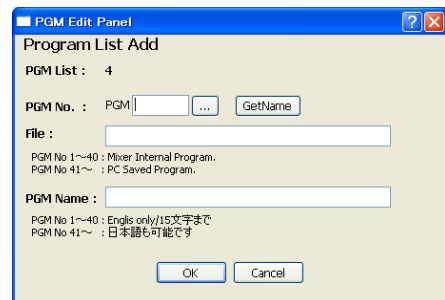 PGM Edit Panel
Program List Add
PGM List : 4
PGM No. : PGM ... GetName
File :
PGM No 1～40 : Mixer Internal Program.
PGM No 41～ : PC Saved Program.
PGM Name :
PGM No 1～40 : Englis only/15文字まで
PGM No 41～ : 日本語も可能です
OK Cancel